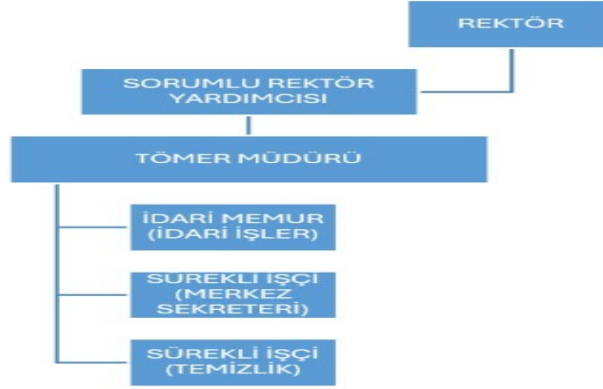 REKTÖR
SORUMLU REKTÖR
YARDIMCISI
TÖMER MÜDÜRÜ
İDARİ MEMUR
(İDARİ İŞLER)
SÜREKLİ İŞÇİ
(MERKEZ
SEKRETERİ)
SÜREKLİ İŞÇİ
(TEMİZLİK)